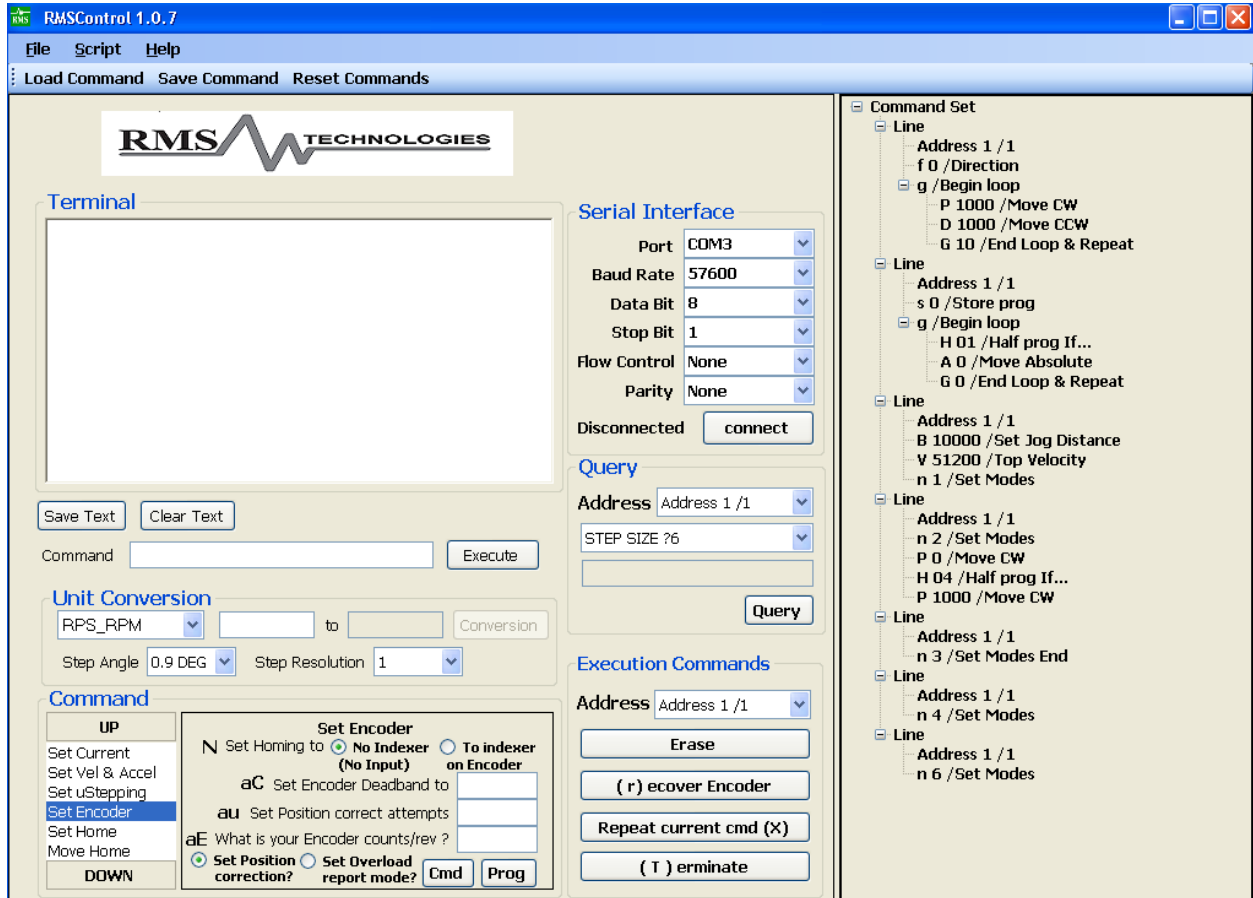 RMS RMSControl 1.0.7
File Script Help
Load Command Save Command Reset Commands
RMS TECHNOLOGIES
Terminal
Save Text Clear Text
Command Execute
Unit Conversion
RPS_RPM to Conversion
Step Angle 0.9 DEG Step Resolution 1
Command
UP
Set Current
Set Vel & Accel
Set uStepping
Set Encoder
Set Home
Move Home
DOWN
Set Encoder
N Set Homing to No Indexer To indexer
(No Input) on Encoder
aC Set Encoder Deadband to
au Set Position correct attempts
aE What is your Encoder counts/rev ?
Set Position Set Overload
correction? report mode? Cmd Prog
Serial Interface
Port COM3
Baud Rate 57600
Data Bit 8
Stop Bit 1
Flow Control None
Parity None
Disconnected connect
Query
Address Address 1 /1
STEP SIZE ?6
Query
Execution Commands
Address Address 1 /1
Erase
( r) ecover Encoder
Repeat current cmd (X)
( T ) erminate
Command Set
Line
Address 1 /1
f 0 /Direction
g /Begin loop
P 1000 /Move CW
D 1000 /Move CCW
G 10 /End Loop & Repeat
Line
Address 1 /1
s 0 /Store prog
g /Begin loop
H 01 /Half prog If...
A 0 /Move Absolute
G 0 /End Loop & Repeat
Line
Address 1 /1
B 10000 /Set Jog Distance
V 51200 /Top Velocity
n 1 /Set Modes
Line
Address 1 /1
n 2 /Set Modes
P 0 /Move CW
H 04 /Half prog If...
P 1000 /Move CW
Line
Address 1 /1
n 3 /Set Modes End
Line
Address 1 /1
n 4 /Set Modes
Line
Address 1 /1
n 6 /Set Modes